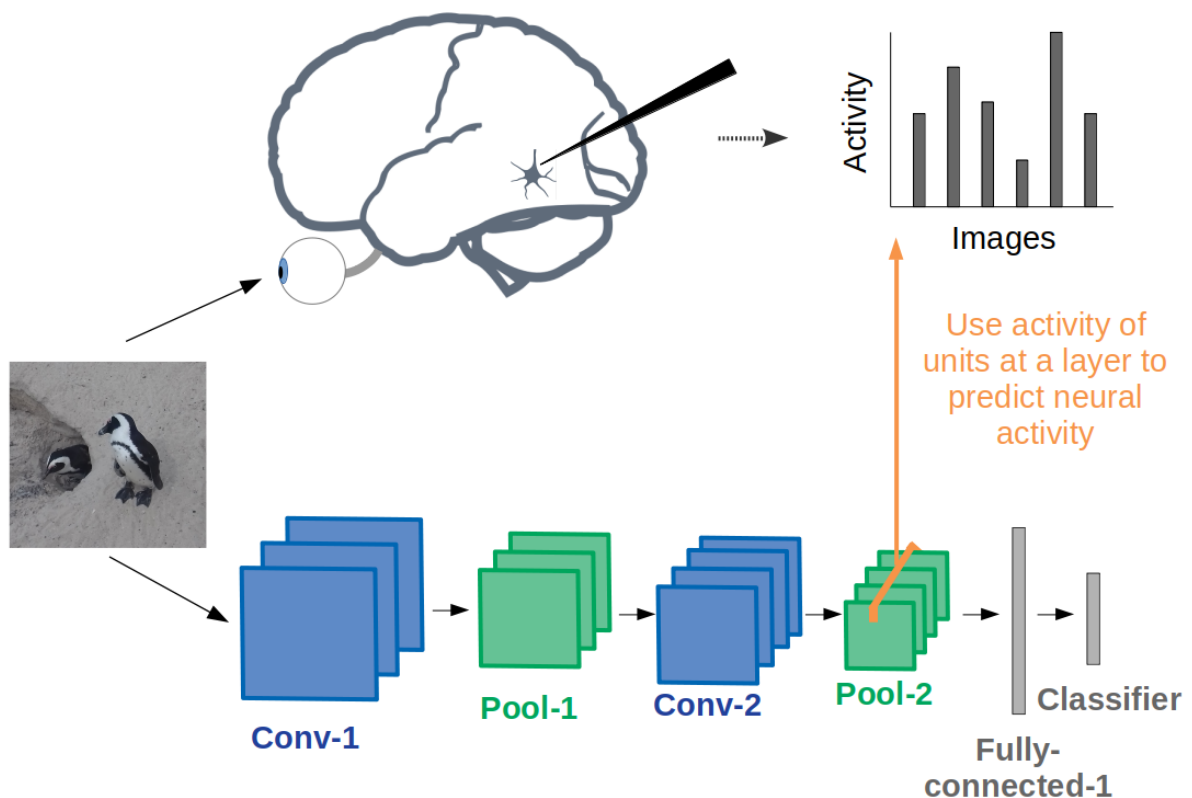 Activity
Images
Use activity of
units at a layer to
predict neural
activity
Conv-1
Pool-1
Conv-2
Pool-2
Classifier
Fully-
connected-1